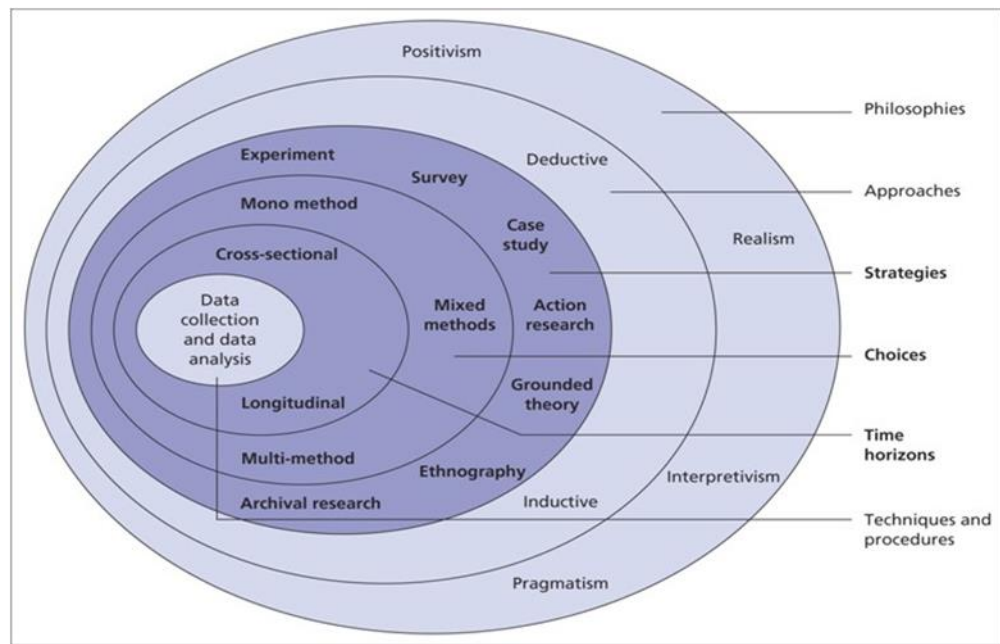 Positivism
Philosophies
Deductive
Approaches
Experiment
Survey
Mono method
Case
study
Realism
Cross-sectional
Strategies
Data
collection
and data
analysis
Mixed
methods
Action
research
Choices
Grounded
theory
Longitudinal
Time
horizons
Multi-method
Ethnography
Interpretivism
Archival research
Inductive
Techniques and
procedures
Pragmatism